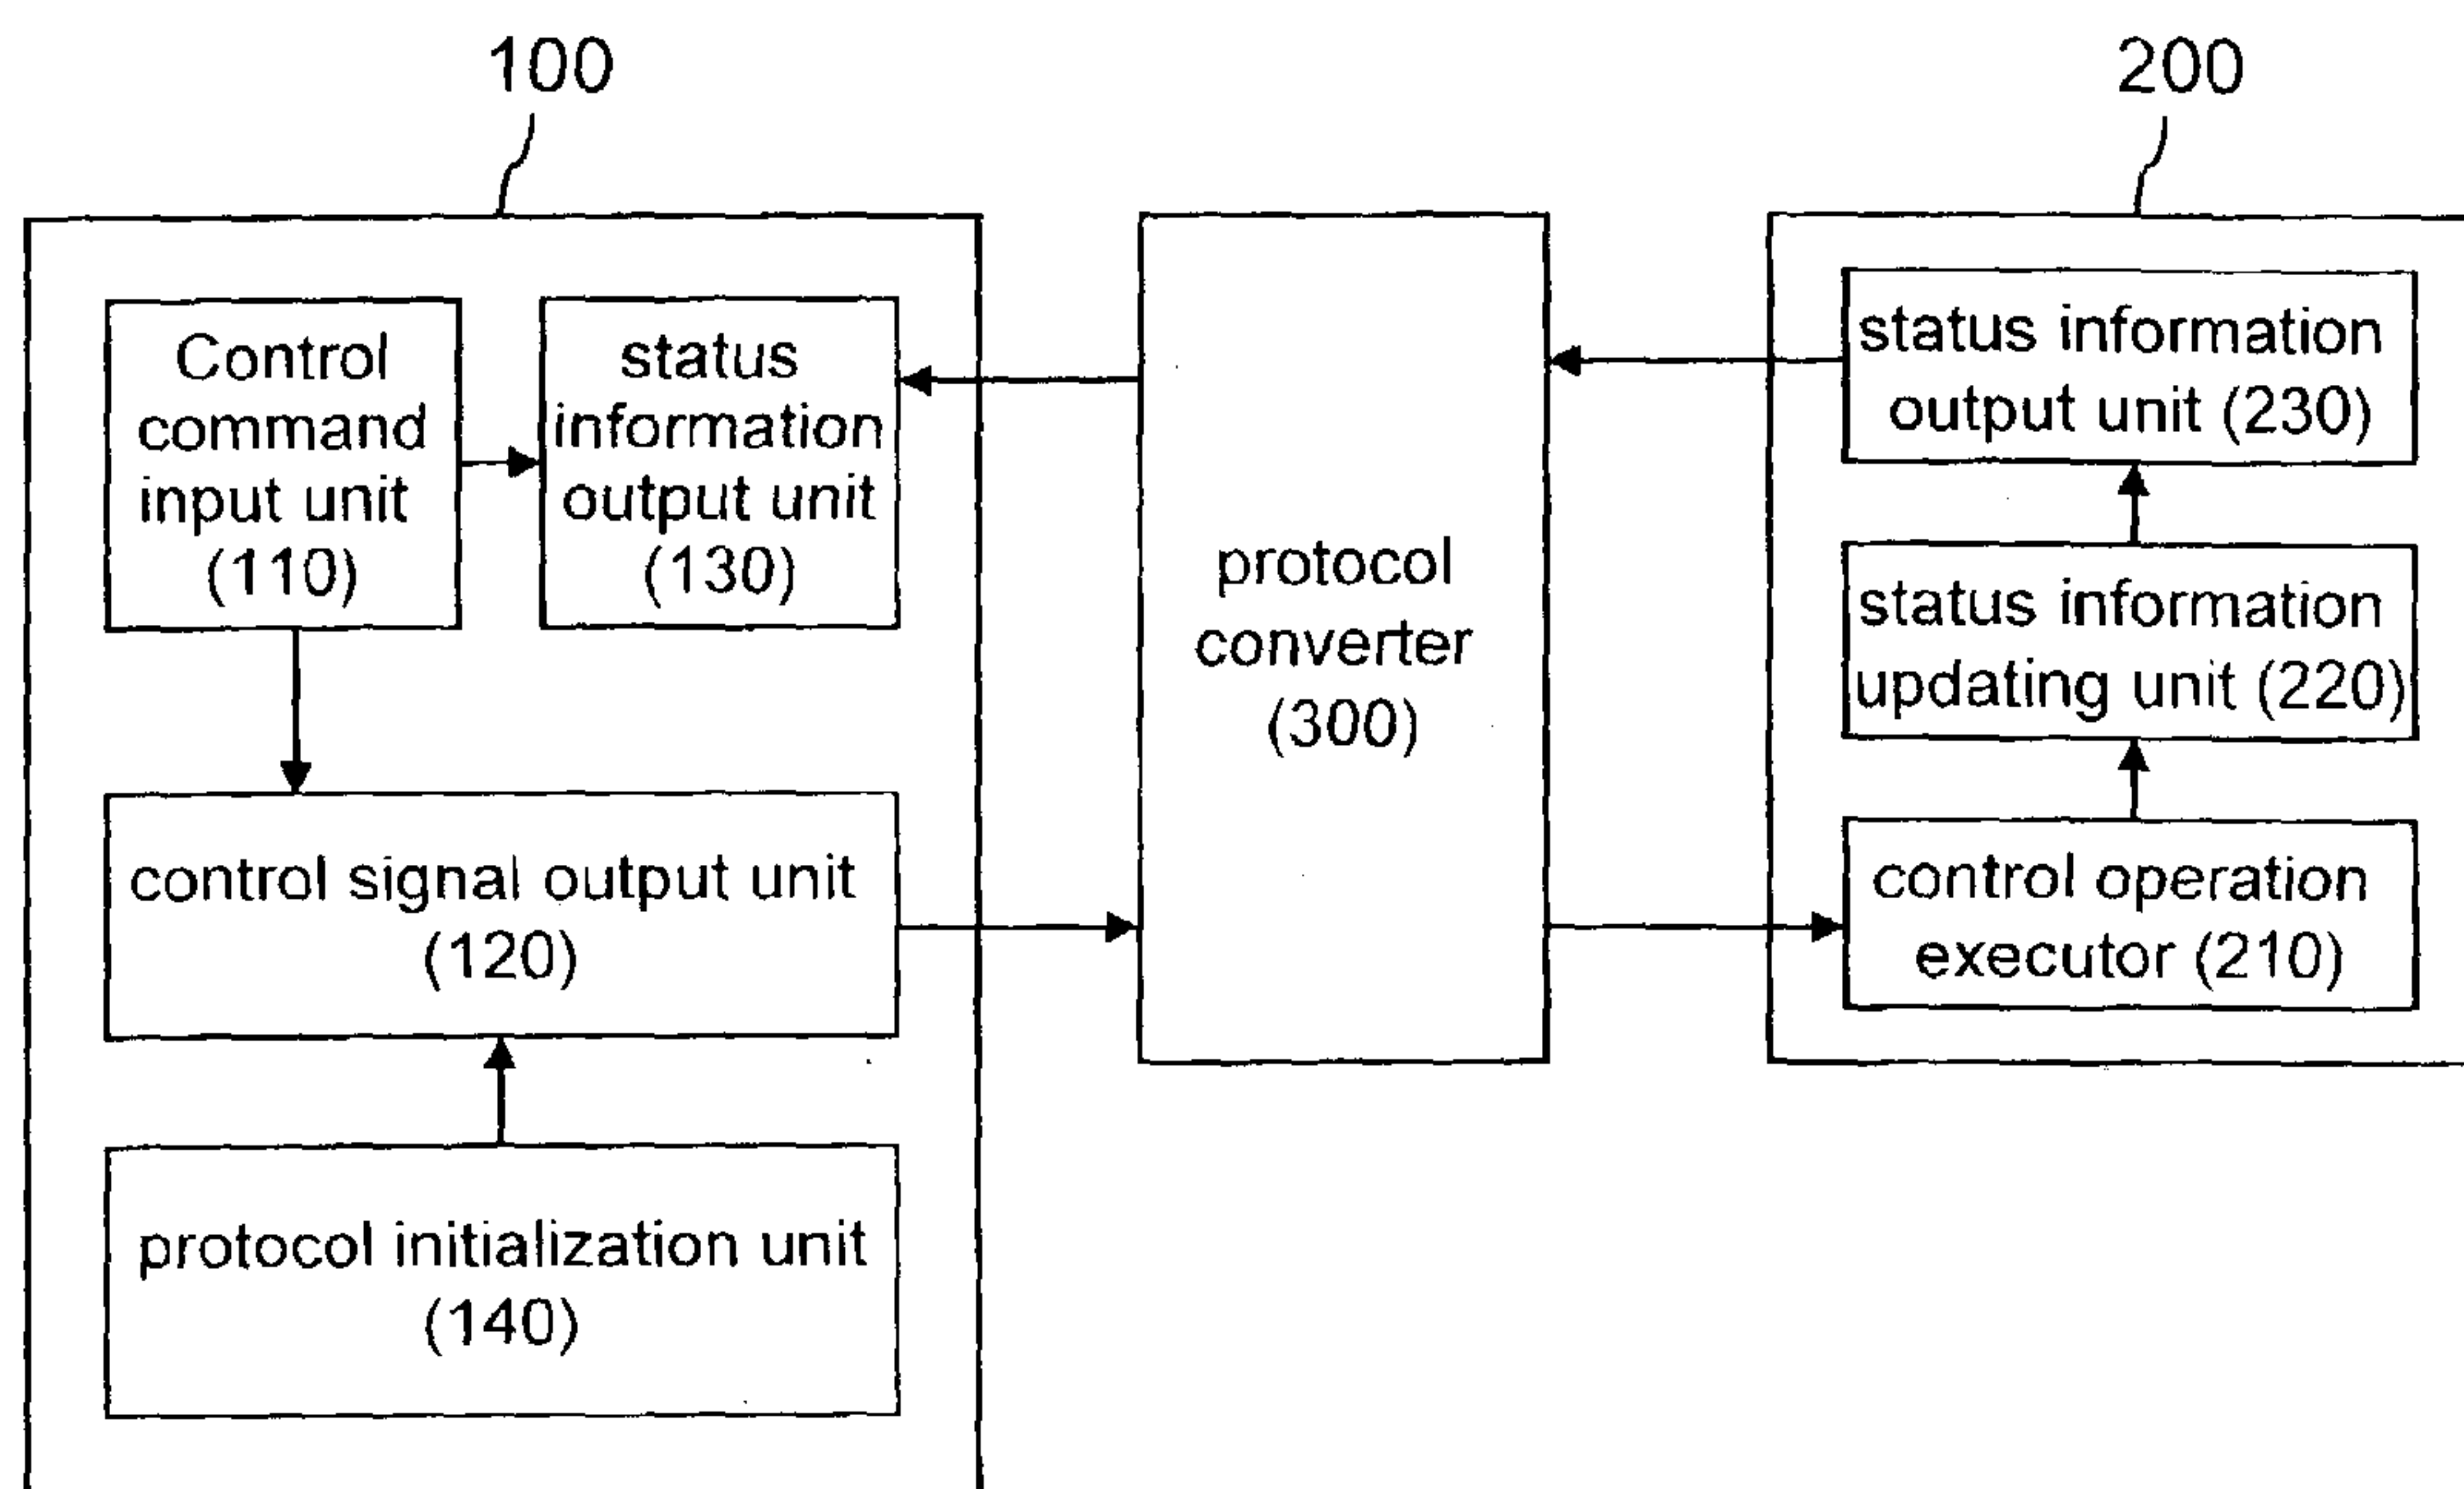 100
200
Control
command
input unit
(110)
status
information
output unit
(130)
control signal output unit
(120)
protocol initialization unit
(140)
protocol
converter
(300)
status information
output unit (230)
status information
updating unit (220)
control operation
executor (210)